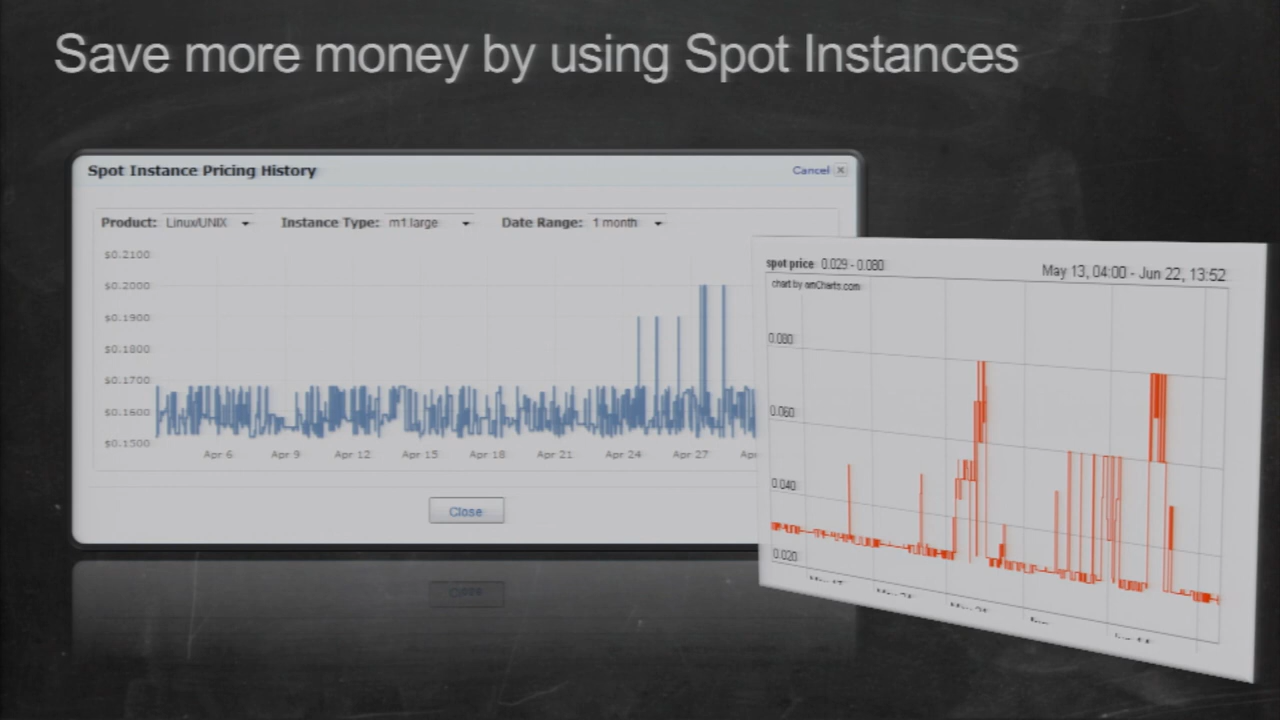 Save more money by using Spot Instances
Spot Instance Pricing History
Cancel
Product: Linux/UNIX Instance Type: m1.large Date Range: 1 month
$0.2100
$0.2000
$0.1900
$0.1800
$0.1700
$0.1600
$0.1500
Apr 6 Apr 9 Apr 12 Apr 15 Apr 18 Apr 21 Apr 24 Apr 27
Close
spot price 0.029 - 0.080 May 13, 04:00 - Jun 22, 13:52
chart by amCharts.com
0.080
0.060
0.040
0.020
Close